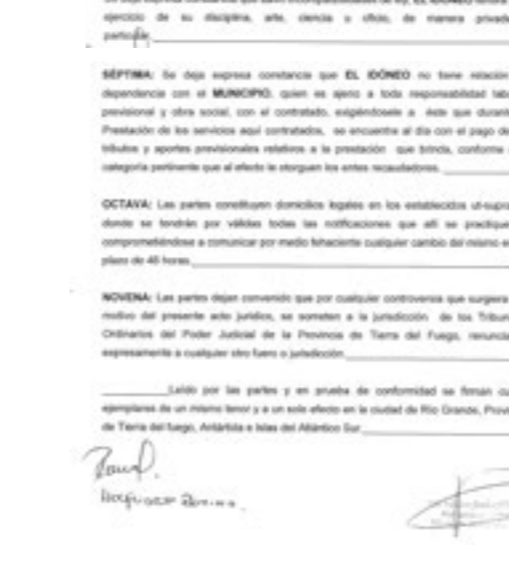 ejercicio de su disciplina, arte, ciencia u oficio, de manera privada
particular.
SÉPTIMA: Se deja expresa constancia que EL IDÓNEO no tiene relación
dependencia con el MUNICIPIO, quien es ajeno a toda responsabilidad
previsional y obra social, con el contratado, exigiéndosele a éste que durante
Prestación de los servicios aquí contratados, se encuentre al día con el pago de
tributos y aportes previsionales relativos a la prestación que brinda, conforme
categoría pertinente que al efecto le otorguen los entes recaudadores.
OCTAVA: Las partes constituyen domicilios legales en los establecidos ut-supra
donde se tendrán por válidas todas las notificaciones que allí se practiquen
comprometiéndose a comunicar por medio fehaciente cualquier cambio del mismo
plazo de 48 horas.
NOVENA: Las partes dejan convenido que por cualquier controversia que surgiera
motivo del presente acto jurídico, se someten a la jurisdicción de los
Ordinarios del Poder Judicial de la Provincia de Tierra del Fuego,
expresamente a cualquier otro fuero o jurisdicción.
Leído por las partes y en prueba de conformidad se firman
ejemplares de un mismo tenor y a un solo efecto en la ciudad de Río Grande,
de Tierra del fuego, Antártida e Islas del Atlántico Sur.